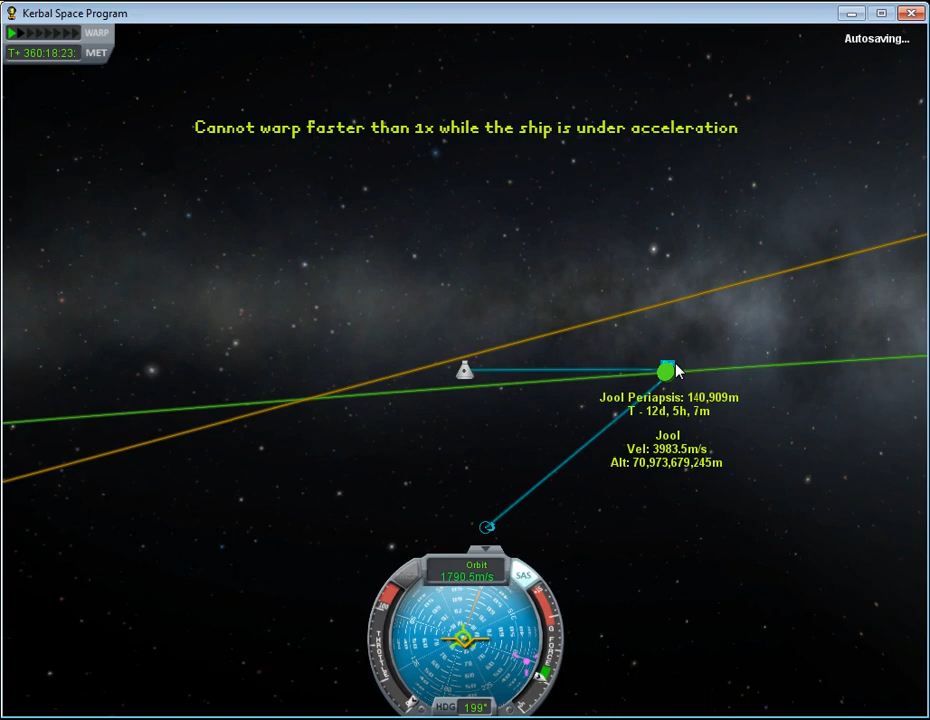 Kerbal Space Program
WARP
T+ 360:18:23:
MET
Autosaving...
Cannot warp faster than 1x while the ship is under acceleration
Jool Periapsis: 140,909m
T - 12d, 5h, 7m
Jool
Vel: 3983.5m/s
Alt: 70,973,679,245m
Orbit
1790.5m/s
SAS
THROTTLE
G FORCE
HDG 199°